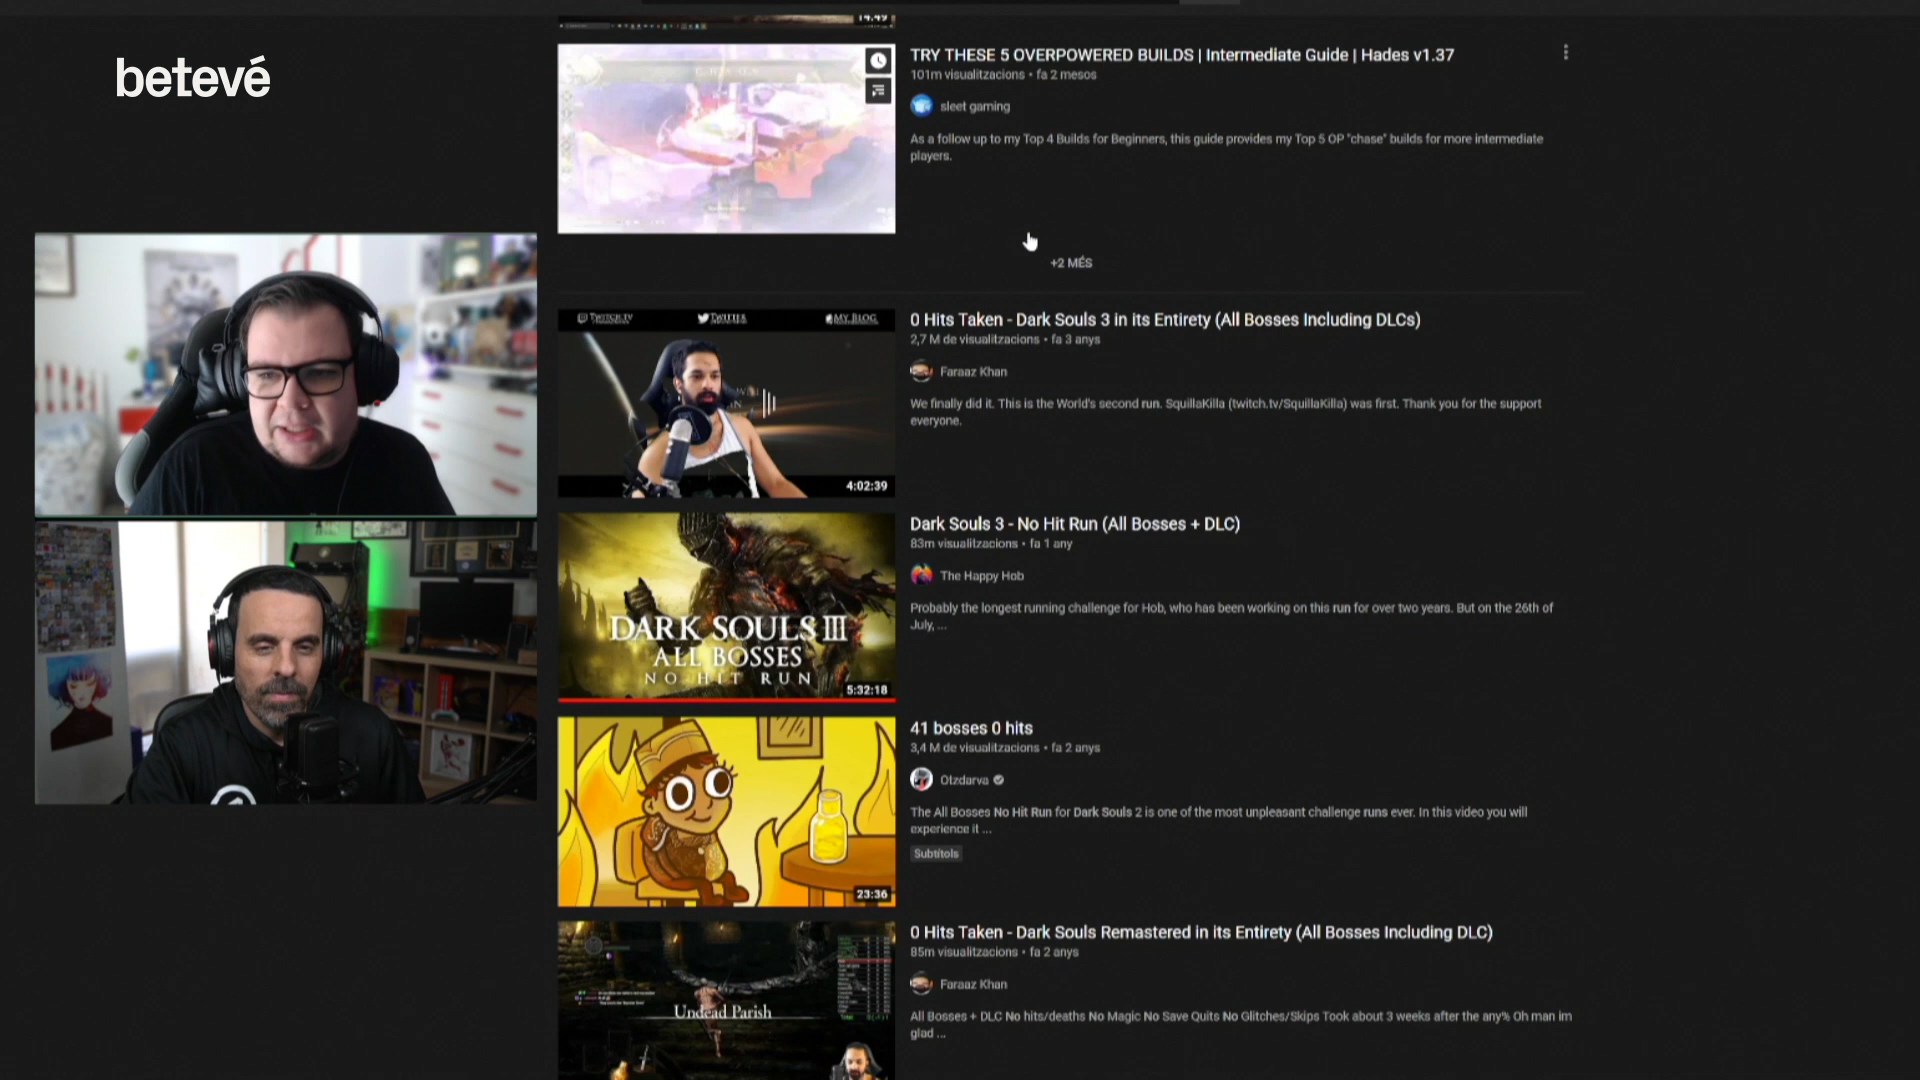 14:49
betevé
TRY THESE 5 OVERPOWERED BUILDS | Intermediate Guide | Hades v1.37
101m visualitzacions • fa 2 mesos
sleet gaming
As a follow up to my Top 4 Builds for Beginners, this guide provides my Top 5 OP "chase" builds for more intermediate
players.
+2 MÉS
TWITCH.TV
TWITTER
MY BLOG
4:02:39
0 Hits Taken - Dark Souls 3 in its Entirety (All Bosses Including DLCs)
2,7 M de visualitzacions • fa 3 anys
Faraaz Khan
We finally did it. This is the World's second run. SquillaKilla (twitch.tv/SquillaKilla) was first. Thank you for the support
everyone.
DARK SOULS III
ALL BOSSES
NO HIT RUN
5:32:18
Dark Souls 3 - No Hit Run (All Bosses + DLC)
83m visualitzacions • fa 1 any
The Happy Hob
Probably the longest running challenge for Hob, who has been working on this run for over two years. But on the 26th of
July, ...
23:36
41 bosses 0 hits
3,4 M de visualitzacions • fa 2 anys
Otzdarva
The All Bosses No Hit Run for Dark Souls 2 is one of the most unpleasant challenge runs ever. In this video you will
experience it ...
Subtítols
Undead Parish
0 Hits Taken - Dark Souls Remastered in its Entirety (All Bosses Including DLC)
85m visualitzacions • fa 2 anys
Faraaz Khan
All Bosses + DLC No hits/deaths No Magic No Save Quits No Glitches/Skips Took about 3 weeks after the any% Oh man im
glad ...